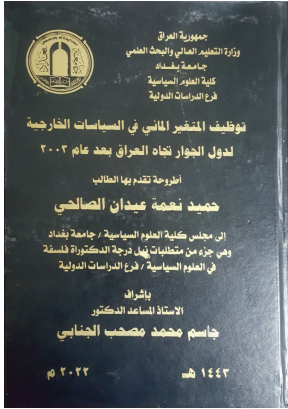 جمهورية العراق
وزارة التعليم العالي والبحث العلمي
جامعة بغداد
كلية العلوم السياسية
فرع الدراسات الدولية
توظيف المتغير المائي في السياسات الخارجية
لدول الجوار تجاه العراق بعد عام ٢٠٠٣
أطروحة تقدم بها الطالب
حميد نعمة عيدان الصالحي
إلى مجلس كلية العلوم السياسية / جامعة بغداد
وهي جزء من متطلبات نيل درجة الدكتوراة فلسفة
في العلوم السياسية / فرع الدراسات الدولية
بإشراف
الاستاذ المساعد الدكتور
جاسم محمد مصحب الجنابي
١٤٤٣ هـ ٢٠٢٢ م